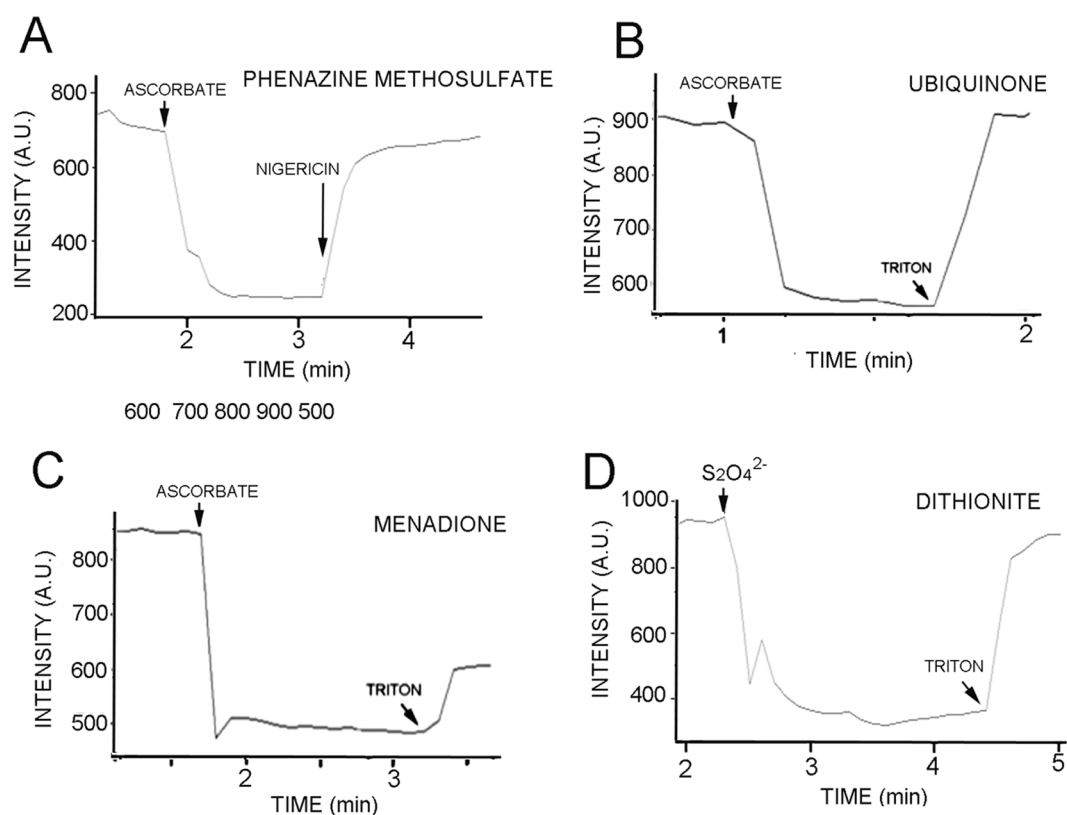 A
PHENAZINE METHOSULFATE
ASCORBATE
NIGERICIN
INTENSITY (A.U.)
800
600
400
200
2 3 4
TIME (min)
600 700 800 900 500
B
UBIQUINONE
ASCORBATE
TRITON
INTENSITY (A.U.)
900
800
700
600
1 2
TIME (min)
C
ASCORBATE
MENADIONE
TRITON
INTENSITY (A.U.)
800
700
600
500
2 3
TIME (min)
D
S2O4²⁻
DITHIONITE
TRITON
INTENSITY (A.U.)
1000
800
600
400
2 3 4 5
TIME (min)